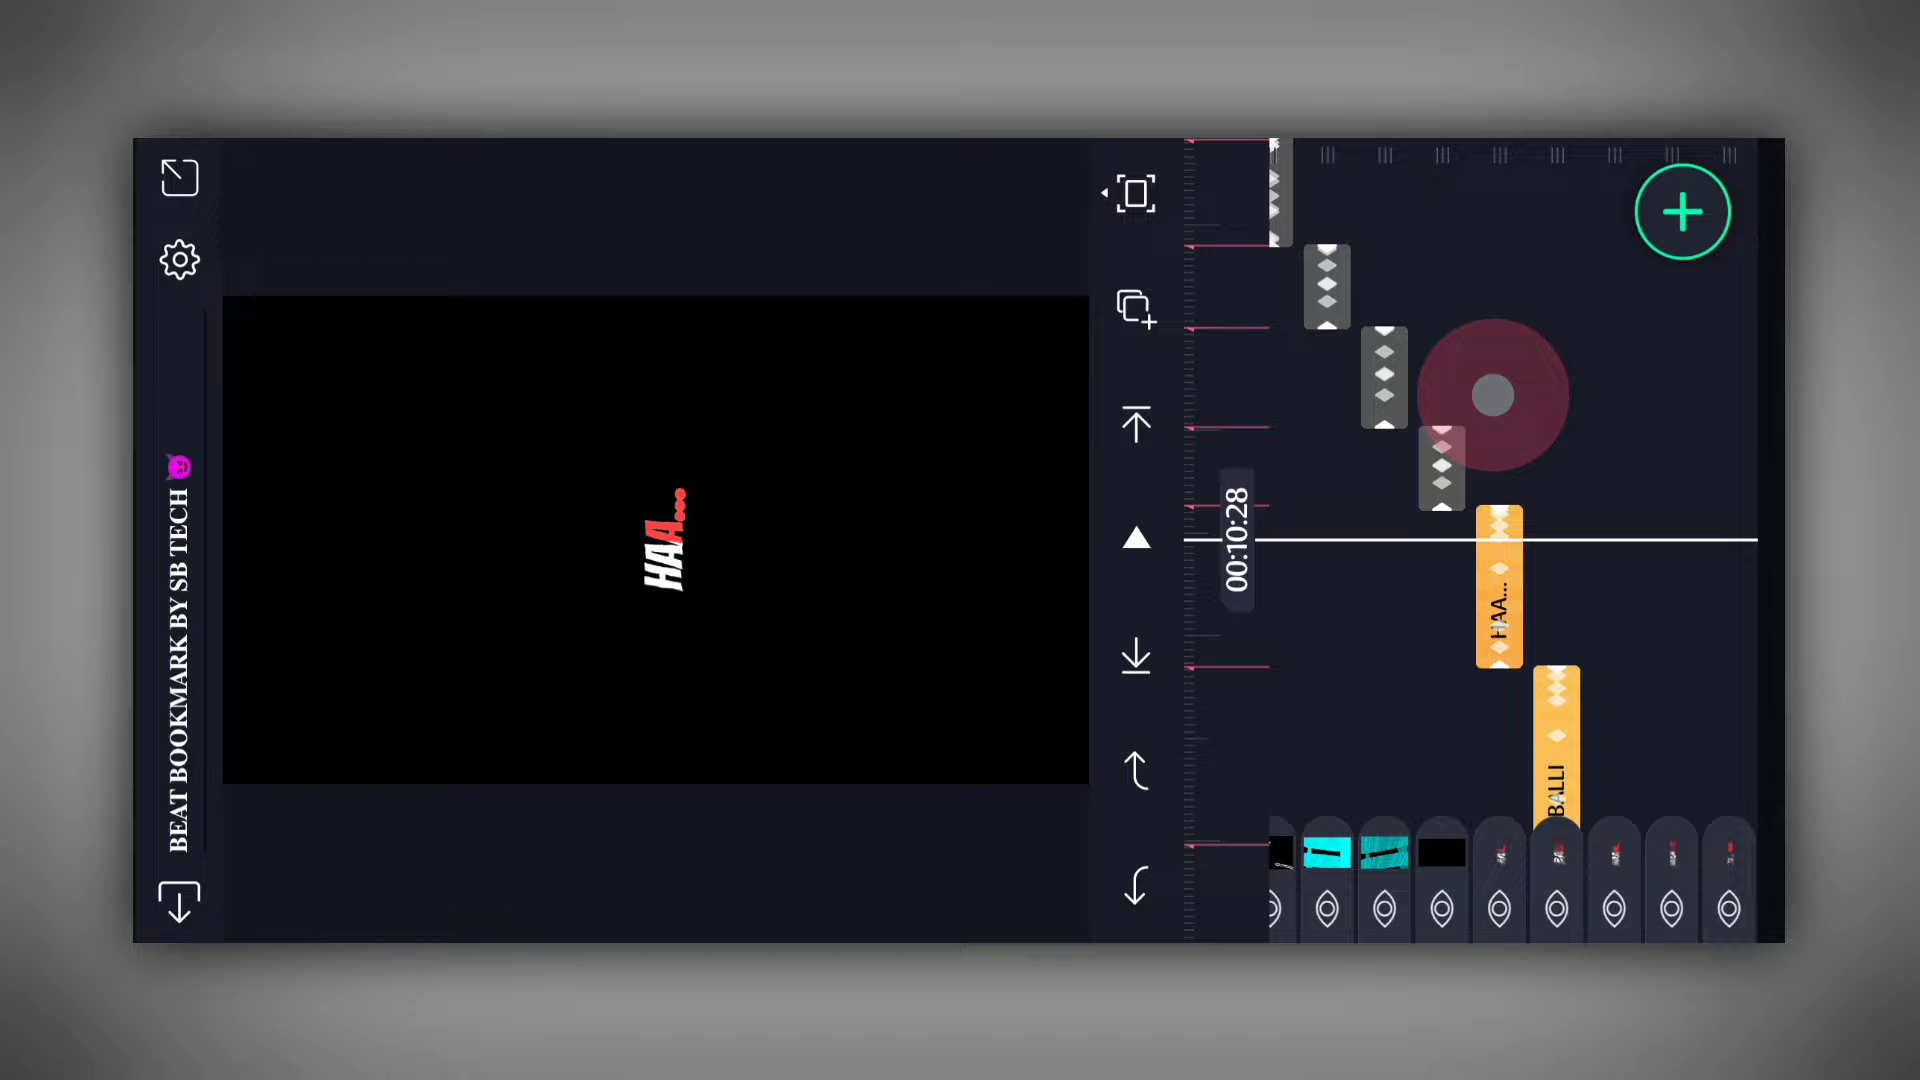 BEAT BOOKMARK BY SB TECH 😈
HAA...
00:10:28
HAA...
BALLI